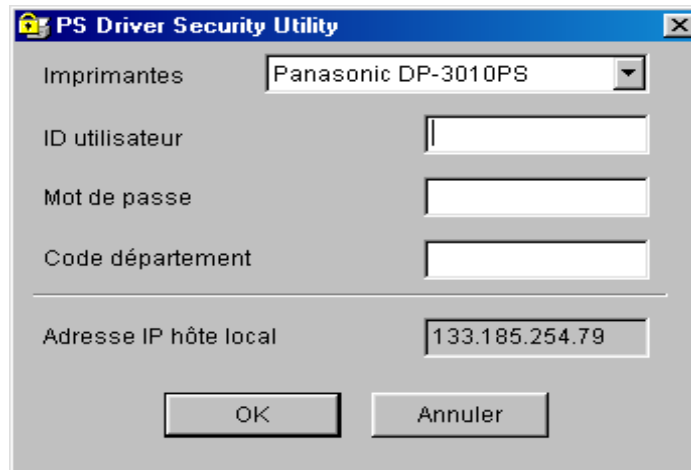 PS Driver Security Utility
Imprimantes Panasonic DP-3010PS
ID utilisateur
Mot de passe
Code département
Adresse IP hôte local 133.185.254.79
OK Annuler